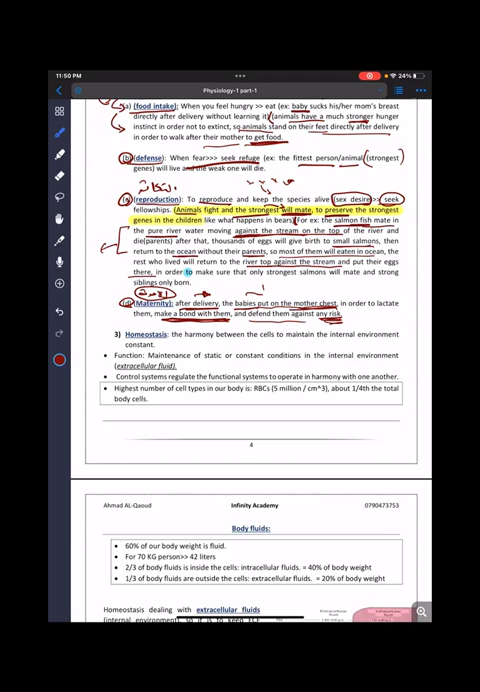 11:50 PM
24%
Physiology-1 part-1
(a) (food intake): When you feel hungry >> eat (ex: baby sucks his/her mom's breast
directly after delivery without learning it) (animals have a much stronger hunger
instinct in order not to extinct, so animals stand on their feet directly after delivery
in order to walk after their mother to get food.
(b) (defense): When fear>>> seek refuge (ex: the fittest person/animal (strongest
genes) will live and the weak one will die.
التكاثر
(c) (reproduction): To reproduce and keep the species alive (sex desire >> seek
fellowships. (Animals fight and the strongest will mate, to preserve the strongest
genes in the children like what happens in bears) (For ex: the salmon fish mate in
the pure river water moving against the stream on the top of the river and
die(parents) after that, thousands of eggs will give birth to small salmons, then
return to the ocean without their parents, so most of them will eaten in ocean, the
rest who lived will return to the river top against the stream and put their eggs
there, in order to make sure that only strongest salmons will mate and strong
siblings only born.
(d) (Maternity): after delivery, the babies put on the mother chest, in order to lactate
them, make a bond with them, and defend them against any risk.
3) Homeostasis: the harmony between the cells to maintain the internal environment
constant.
• Function: Maintenance of static or constant conditions in the internal environment
(extracellular fluid).
• Control systems regulate the functional systems to operate in harmony with one another.
• Highest number of cell types in our body is: RBCs (5 million / cm^3), about 1/4th the total
body cells.
4
Ahmad AL-Qaoud Infinity Academy 0790473753
Body fluids:
• 60% of our body weight is fluid.
• For 70 KG person>> 42 liters
• 2/3 of body fluids is inside the cells: intracellular fluids. = 40% of body weight
• 1/3 of body fluids are outside the cells: extracellular fluids. = 20% of body weight
Homeostasis dealing with extracellular fluids
(internal environment), so it is to keep ECF